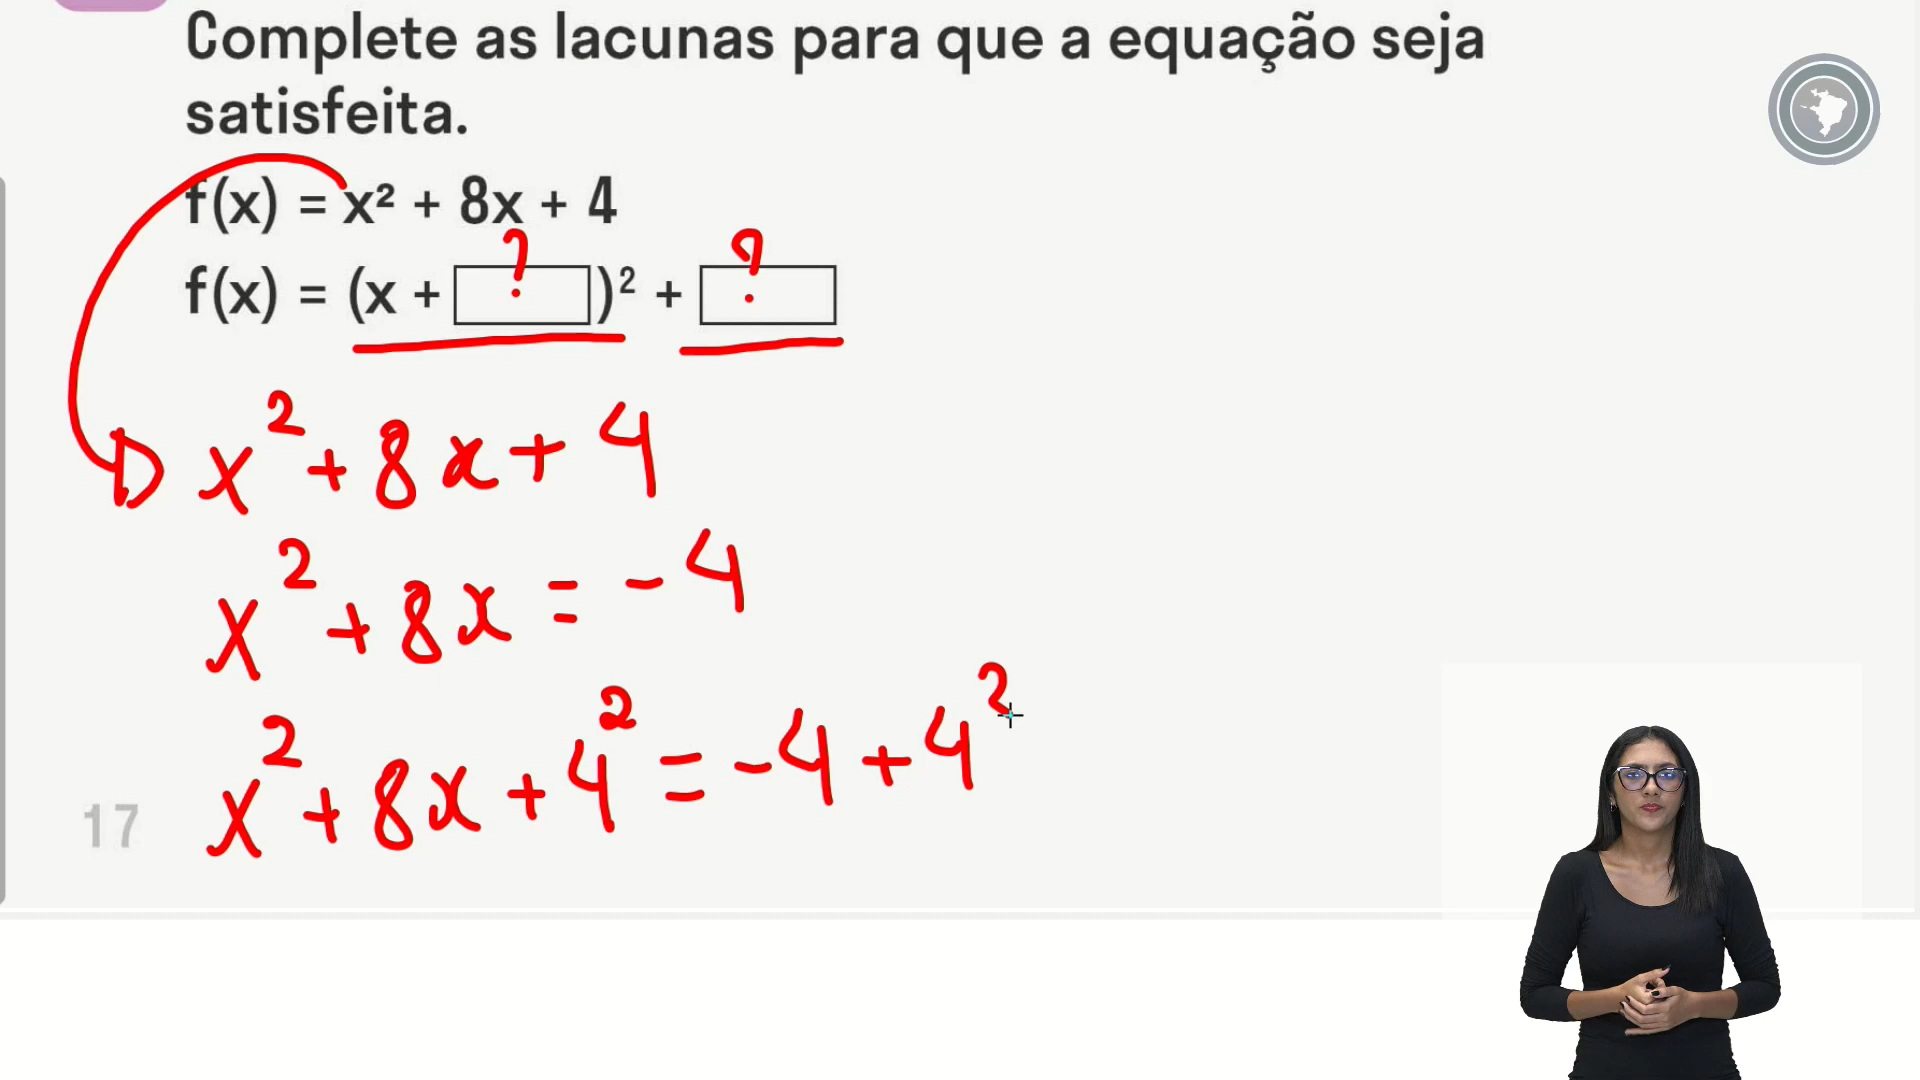 Complete as lacunas para que a equação seja
satisfeita.
f(x) = x² + 8x + 4
f(x) = (x + ? )² + ?
x² + 8x + 4
x² + 8x = - 4
x² + 8x + 4² = - 4 + 4²
17